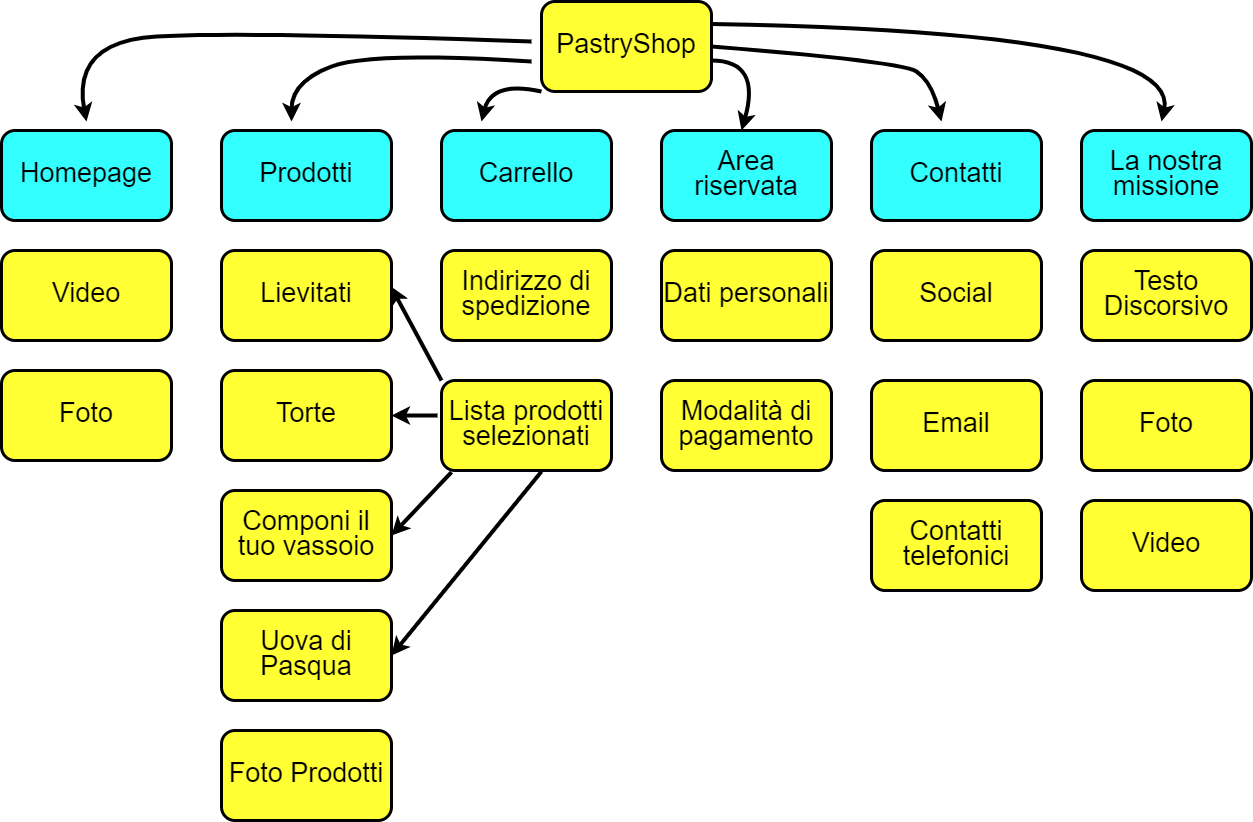 PastryShop
Homepage
Prodotti
Carrello
Area
riservata
Contatti
La nostra
missione
Video
Lievitati
Indirizzo di
spedizione
Dati personali
Social
Testo
Discorsivo
Foto
Torte
Lista prodotti
selezionati
Modalità di
pagamento
Email
Foto
Componi il
tuo vassoio
Contatti
telefonici
Video
Uova di
Pasqua
Foto Prodotti